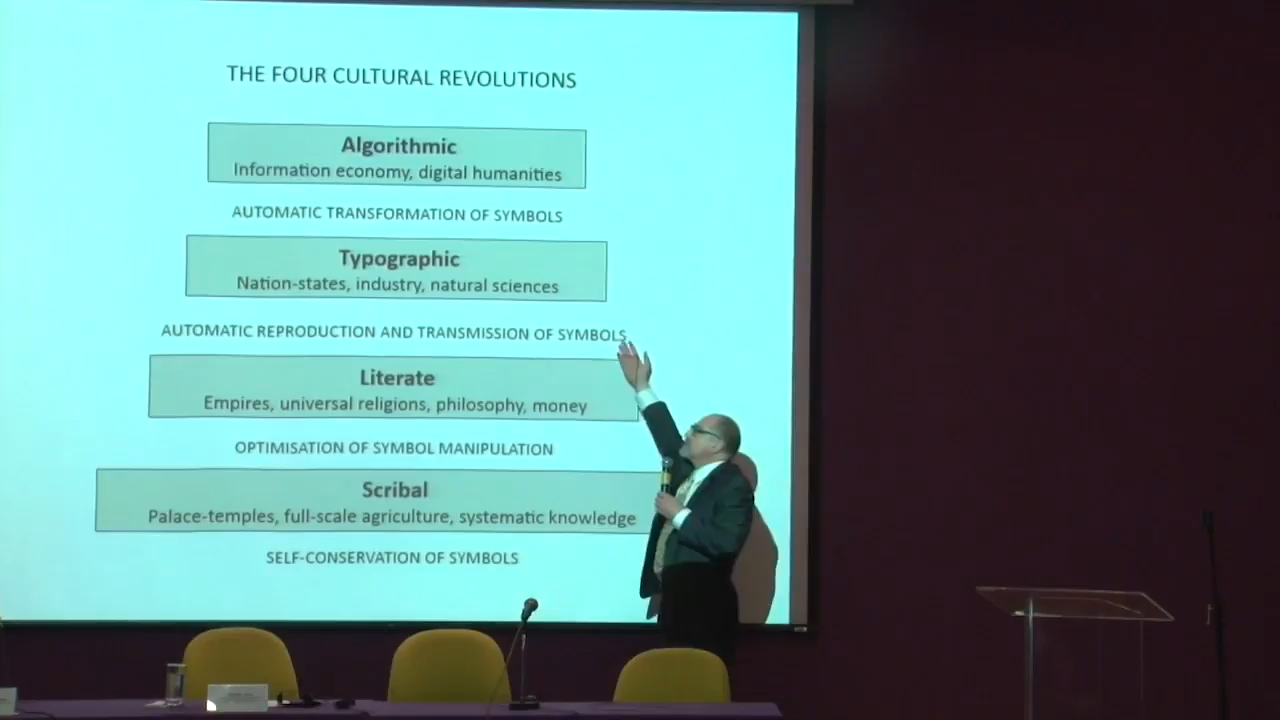 THE FOUR CULTURAL REVOLUTIONS
Algorithmic
Information economy, digital humanities
AUTOMATIC TRANSFORMATION OF SYMBOLS
Typographic
Nation-states, industry, natural sciences
AUTOMATIC REPRODUCTION AND TRANSMISSION OF SYMBOLS
Literate
Empires, universal religions, philosophy, money
OPTIMISATION OF SYMBOL MANIPULATION
Scribal
Palace-temples, full-scale agriculture, systematic knowledge
SELF-CONSERVATION OF SYMBOLS